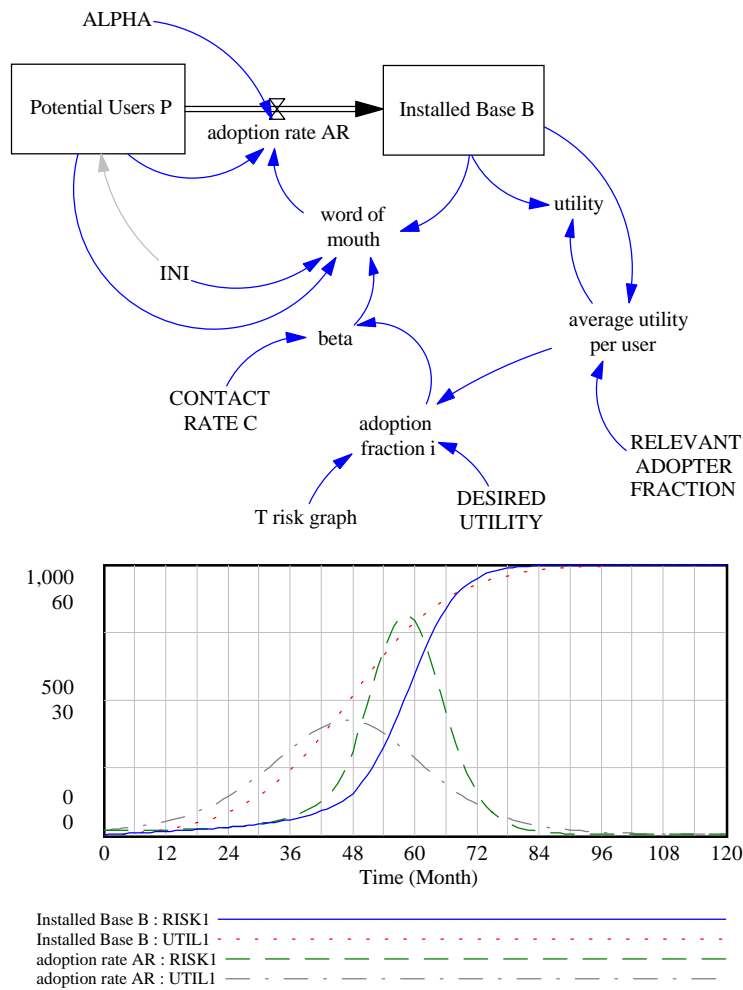 ALPHA
Potential Users P
Installed Base B
adoption rate AR
word of
mouth
utility
INI
average utility
per user
beta
CONTACT
RATE C
adoption
fraction i
RELEVANT
ADOPTER
FRACTION
T risk graph
DESIRED
UTILITY
1,000
60
500
30
0
0
0 12 24 36 48 60 72 84 96 108 120
Time (Month)
Installed Base B : RISK1
Installed Base B : UTIL1
adoption rate AR : RISK1
adoption rate AR : UTIL1